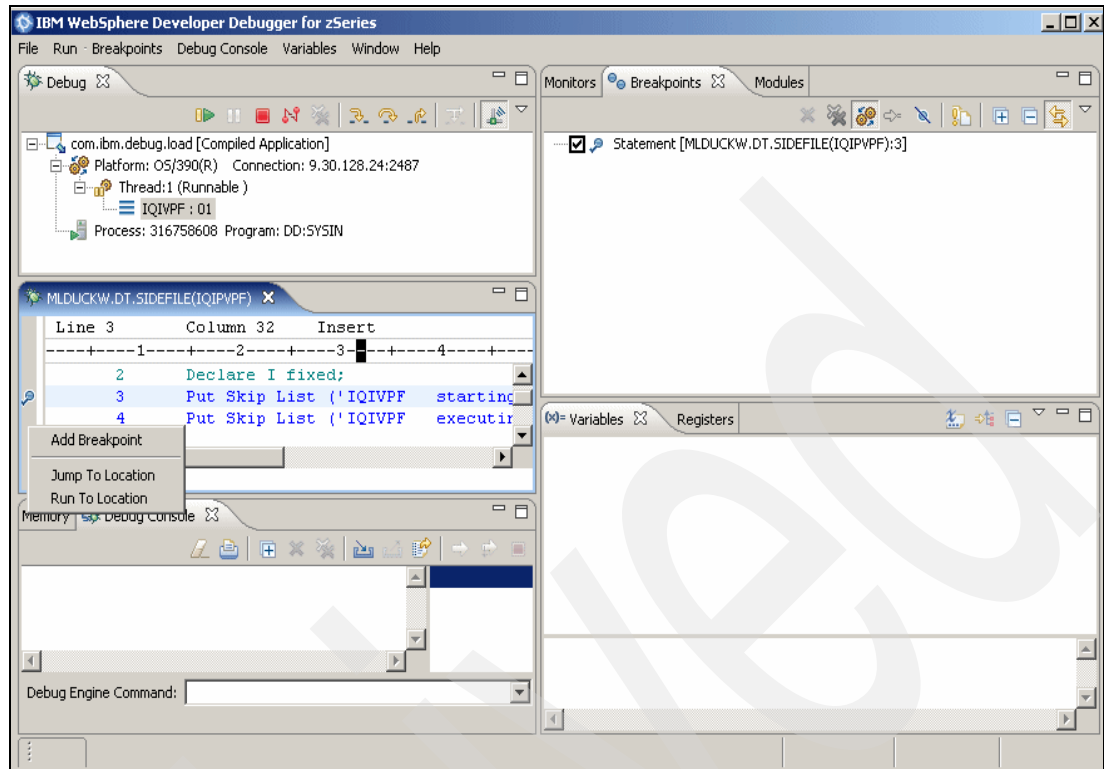 IBM WebSphere Developer Debugger for zSeries
File Run Breakpoints Debug Console Variables Window Help
Debug
com.ibm.debug.load [Compiled Application]
Platform: OS/390(R) Connection: 9.30.128.24:2487
Thread:1 (Runnable )
IQIVPF : 01
Process: 316758608 Program: DD:SYSIN
Monitors Breakpoints Modules
Statement [MLDUCKW.DT.SIDEFILE(IQIPVPF):3]
MLDUCKW.DT.SIDEFILE(IQIPVPF)
Line 3 Column 32 Insert
----+----1----+----2----+----3- --+----4----+----
2 Declare I fixed;
3 Put Skip List ('IQIVPF starting
4 Put Skip List ('IQIVPF executin
Add Breakpoint
Jump To Location
Run To Location
Memory Debug Console
Debug Engine Command:
(x)= Variables Registers